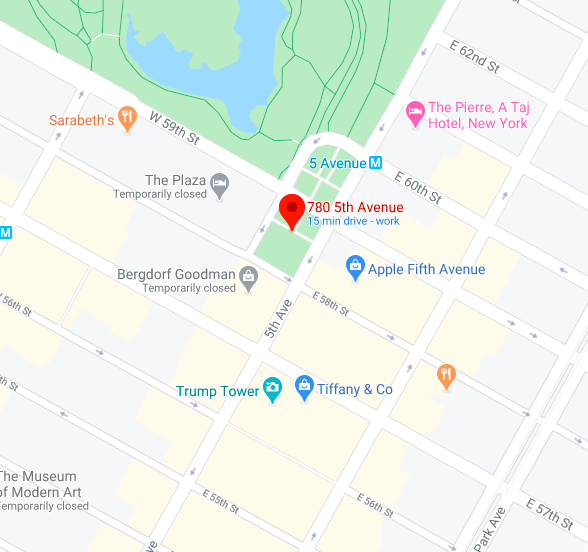 E 62nd St
The Pierre, A Taj
Hotel, New York
Sarabeth's
W 59th St
5 Avenue M
E 60th St
The Plaza
Temporarily closed
780 5th Avenue
15 min drive - work
M
Bergdorf Goodman
Temporarily closed
Apple Fifth Avenue
E 58th St
56th St
5th Ave
Trump Tower
Tiffany & Co
th St
The Museum
of Modern Art
Temporarily closed
E 55th St
E 56th St
E 57th St
Park Ave
ve